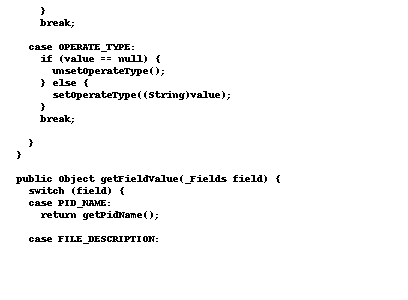 }
break;
case OPERATE_TYPE:
if (value == null) {
unsetOperateType();
} else {
setOperateType((String)value);
}
break;
}
}
public Object getFieldValue(_Fields field) {
switch (field) {
case PID_NAME:
return getPidName();
case FILE_DESCRIPTION: